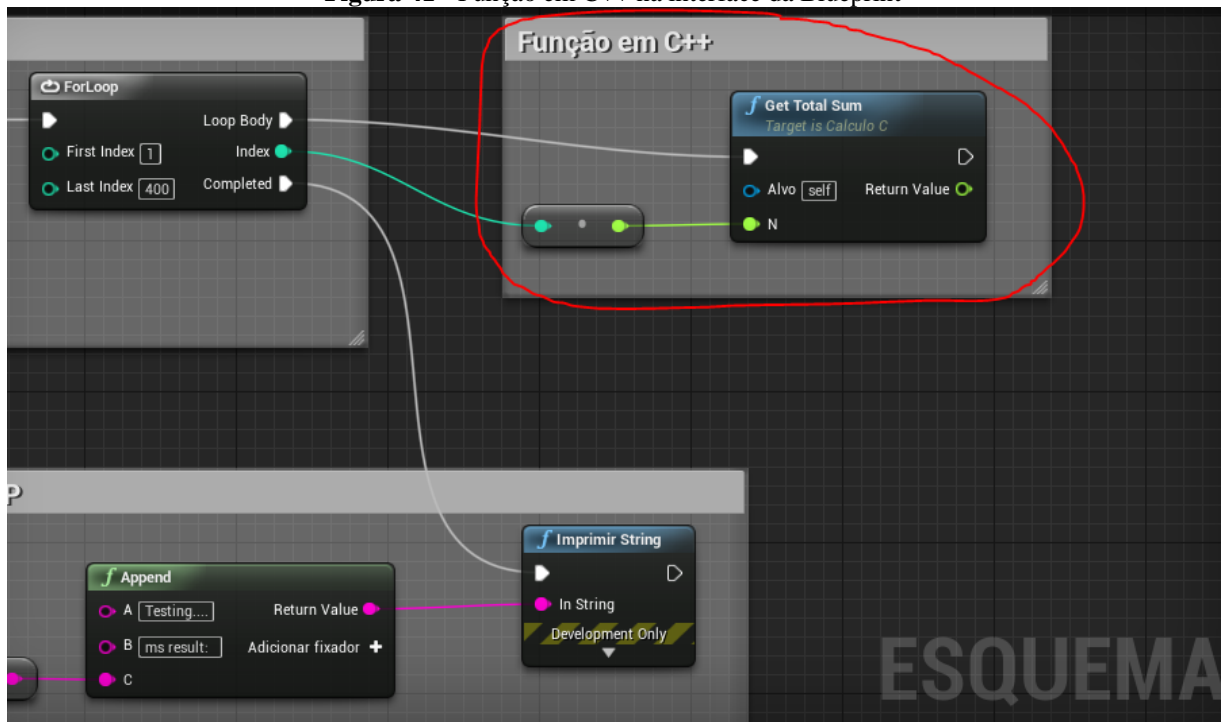 Função em C++
ForLoop
Loop Body
First Index 1
Index
Last Index 400
Completed
Get Total Sum
Target is Calculo C
Alvo self
Return Value
N
P
Append
A Testing....
Return Value
B ms result:
Adicionar fixador +
C
Imprimir String
In String
Development Only
ESQUEMA